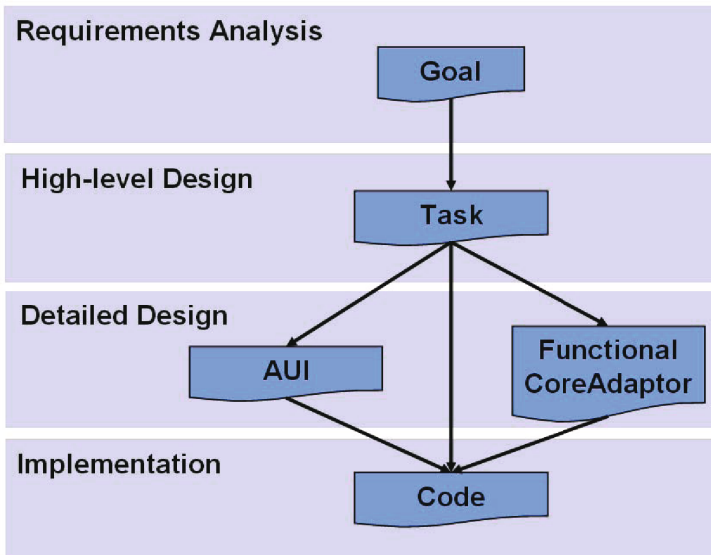 Requirements Analysis
Goal
High-level Design
Task
Detailed Design
AUI
Functional
CoreAdaptor
Implementation
Code